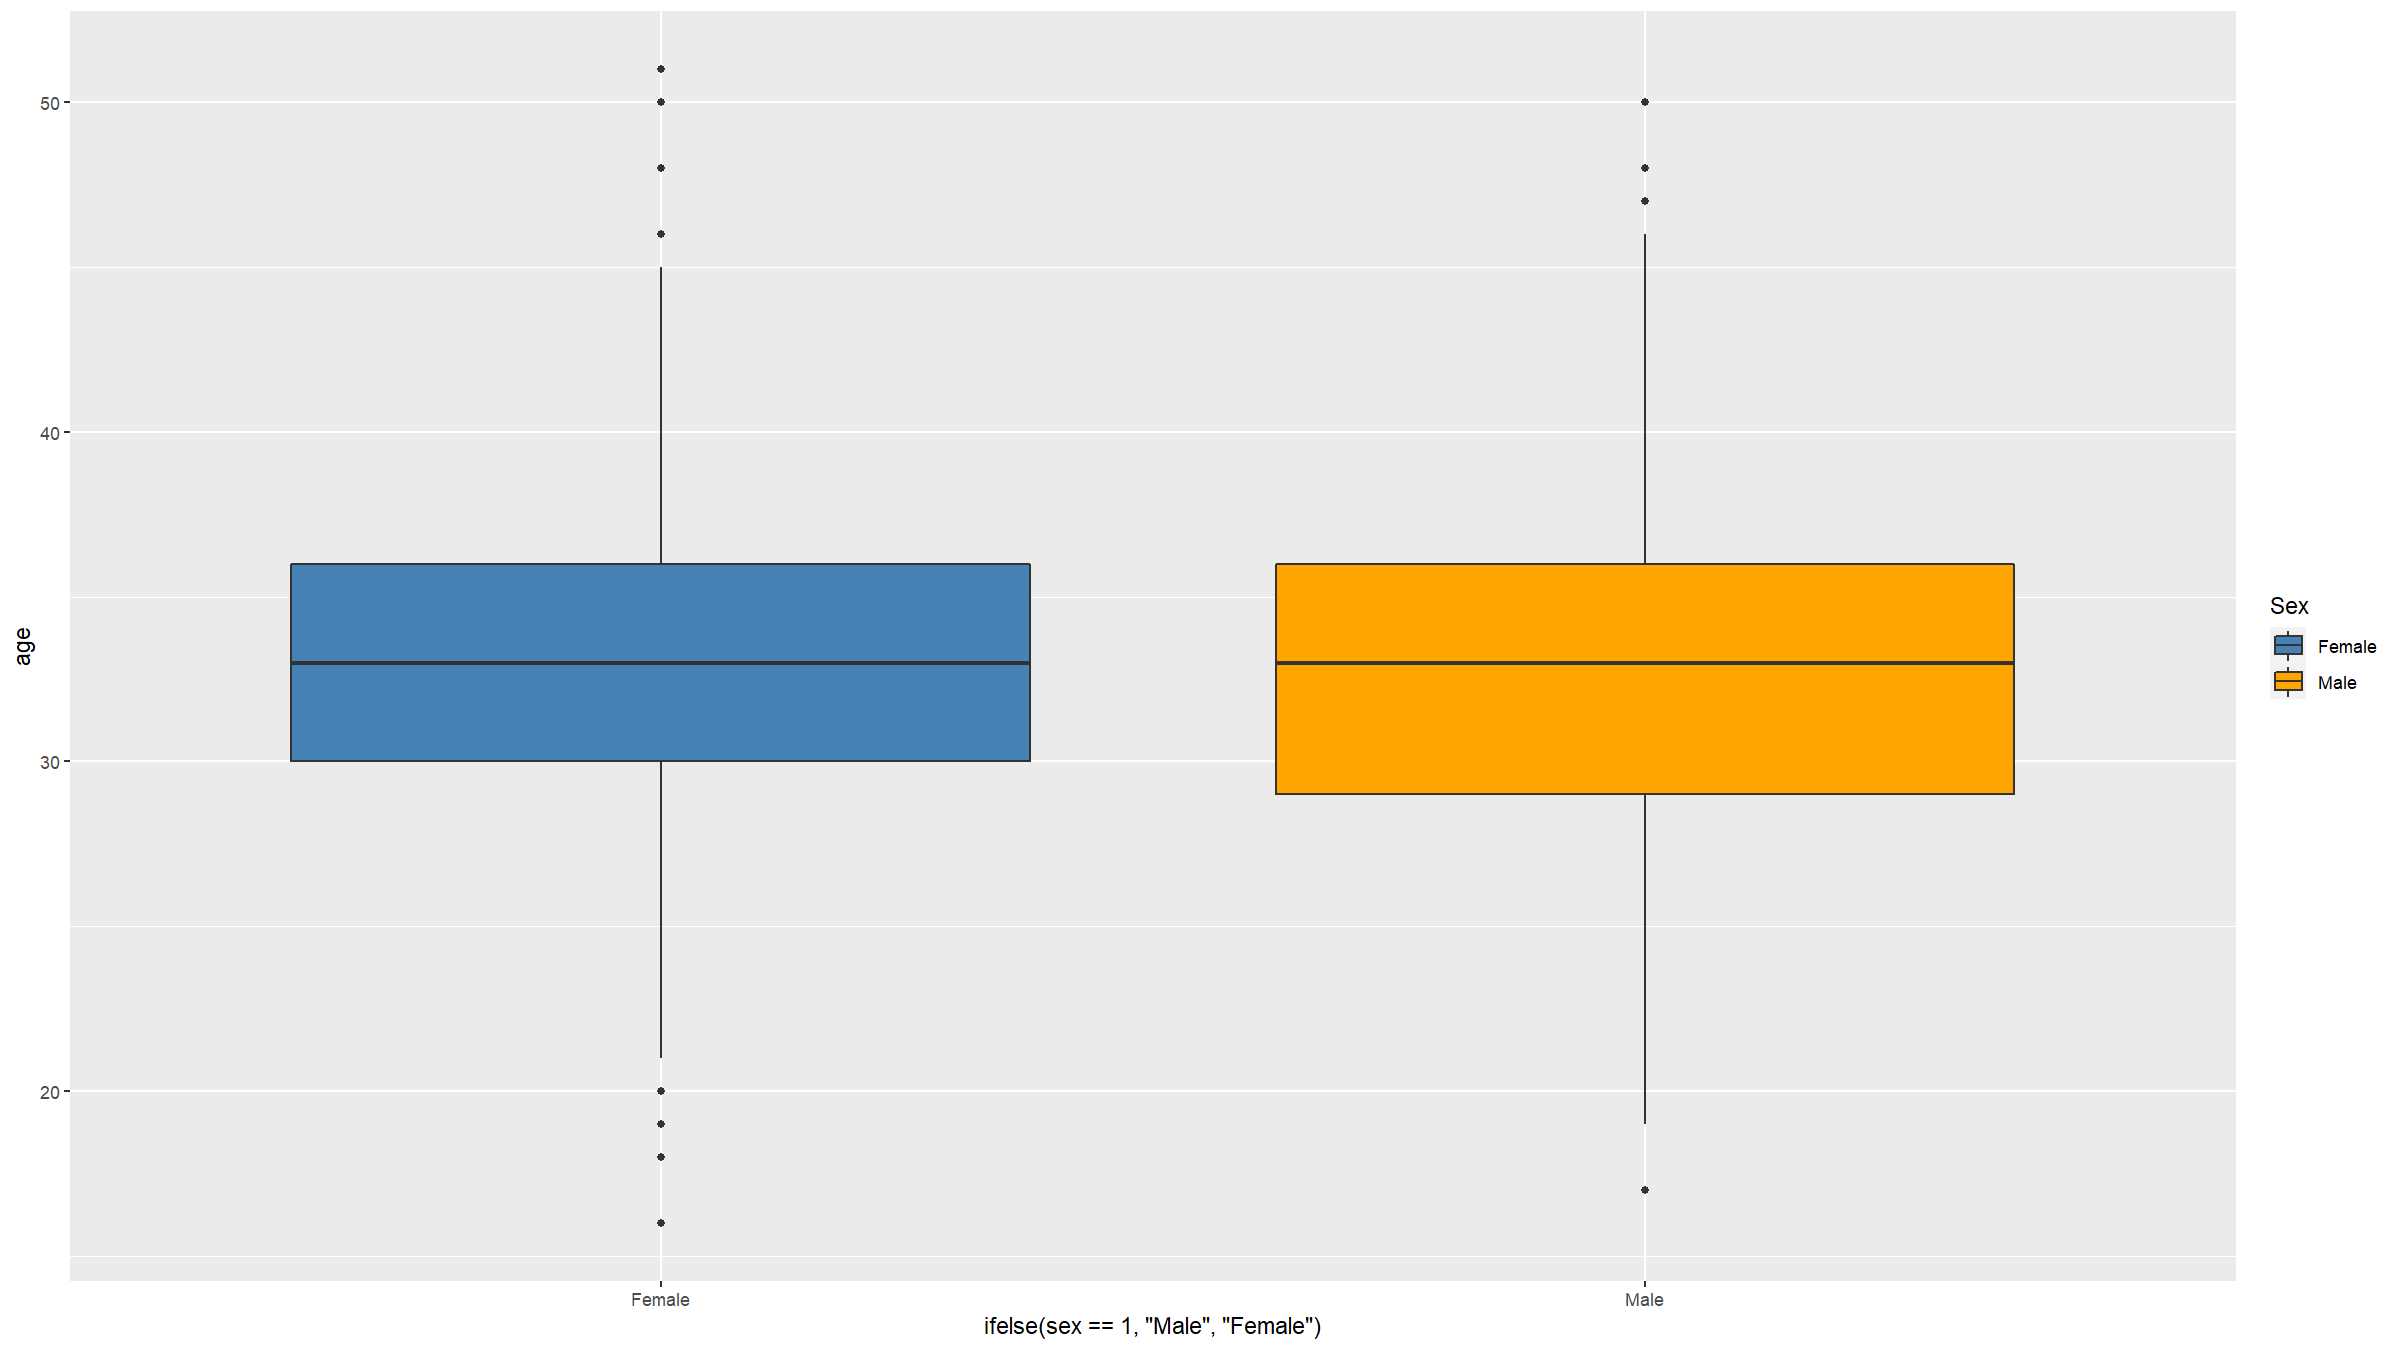 50
40
30
20
age
Female
Male
ifelse(sex == 1, "Male", "Female")
Sex
Female
Male